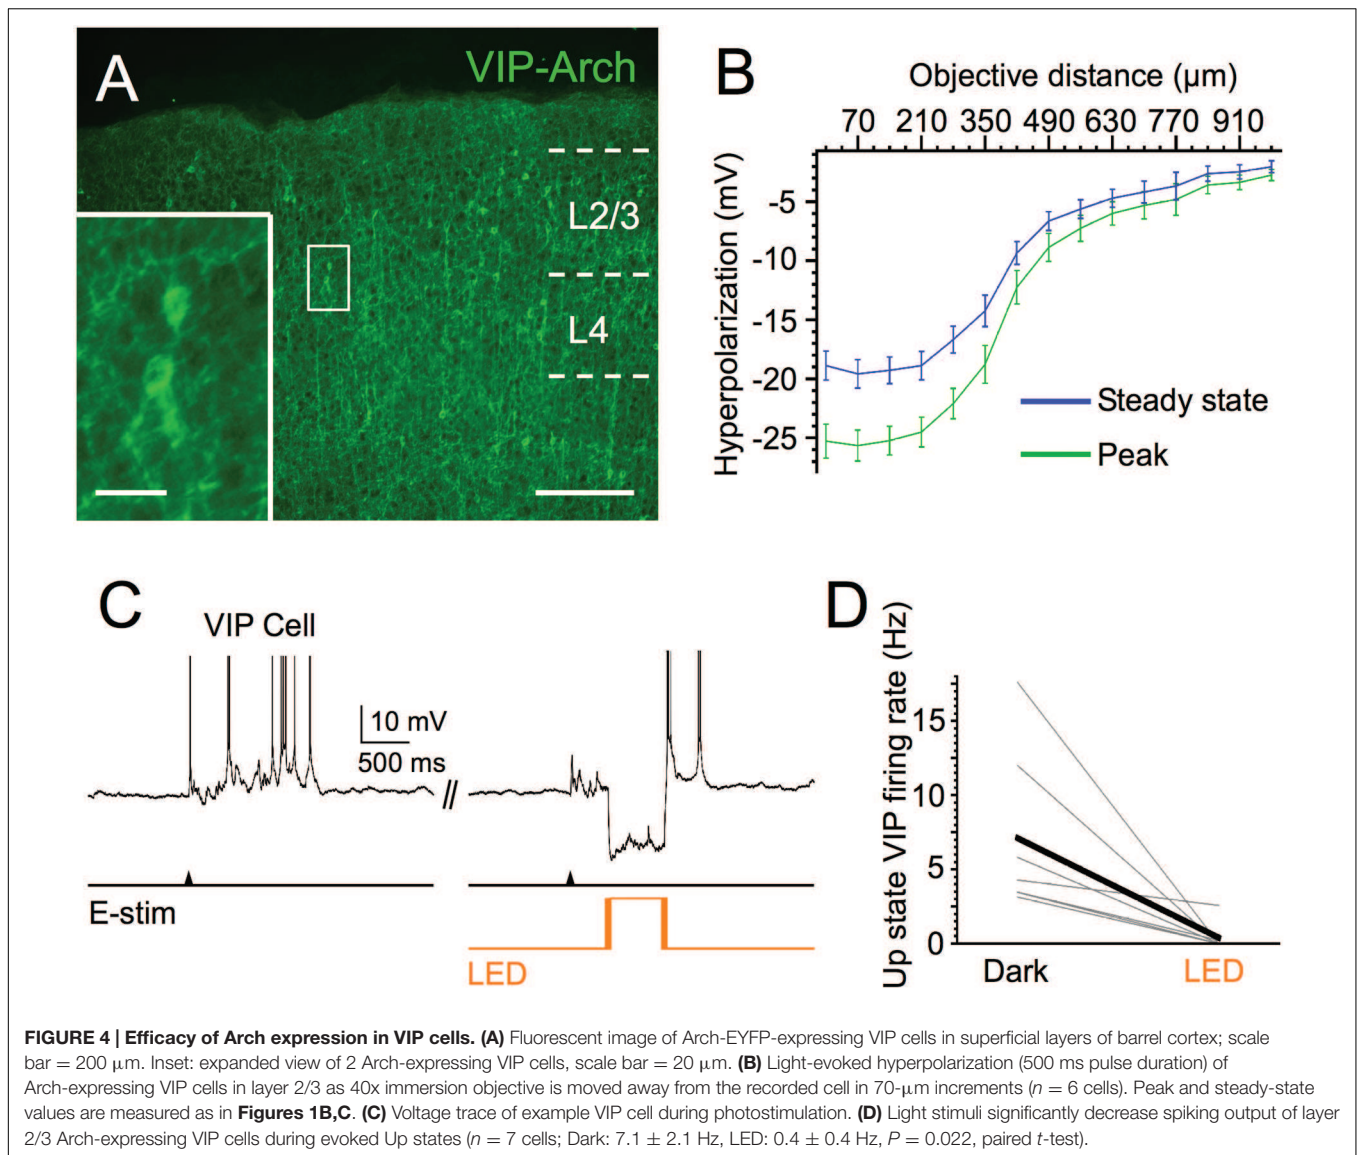 A
VIP-Arch
L2/3
L4
B
Objective distance (µm)
70 210 350 490 630 770 910
Hyperpolarization (mV)
-5
-10
-15
-20
-25
Steady state
Peak
C
VIP Cell
10 mV
500 ms
//
E-stim
LED
D
Up state VIP firing rate (Hz)
15
10
5
0
Dark
LED
FIGURE 4 | Efficacy of Arch expression in VIP cells. (A) Fluorescent image of Arch-EYFP-expressing VIP cells in superficial layers of barrel cortex; scale
bar = 200 µm. Inset: expanded view of 2 Arch-expressing VIP cells, scale bar = 20 µm. (B) Light-evoked hyperpolarization (500 ms pulse duration) of
Arch-expressing VIP cells in layer 2/3 as 40x immersion objective is moved away from the recorded cell in 70-µm increments (n = 6 cells). Peak and steady-state
values are measured as in Figures 1B,C. (C) Voltage trace of example VIP cell during photostimulation. (D) Light stimuli significantly decrease spiking output of layer
2/3 Arch-expressing VIP cells during evoked Up states (n = 7 cells; Dark: 7.1 ± 2.1 Hz, LED: 0.4 ± 0.4 Hz, P = 0.022, paired t-test).